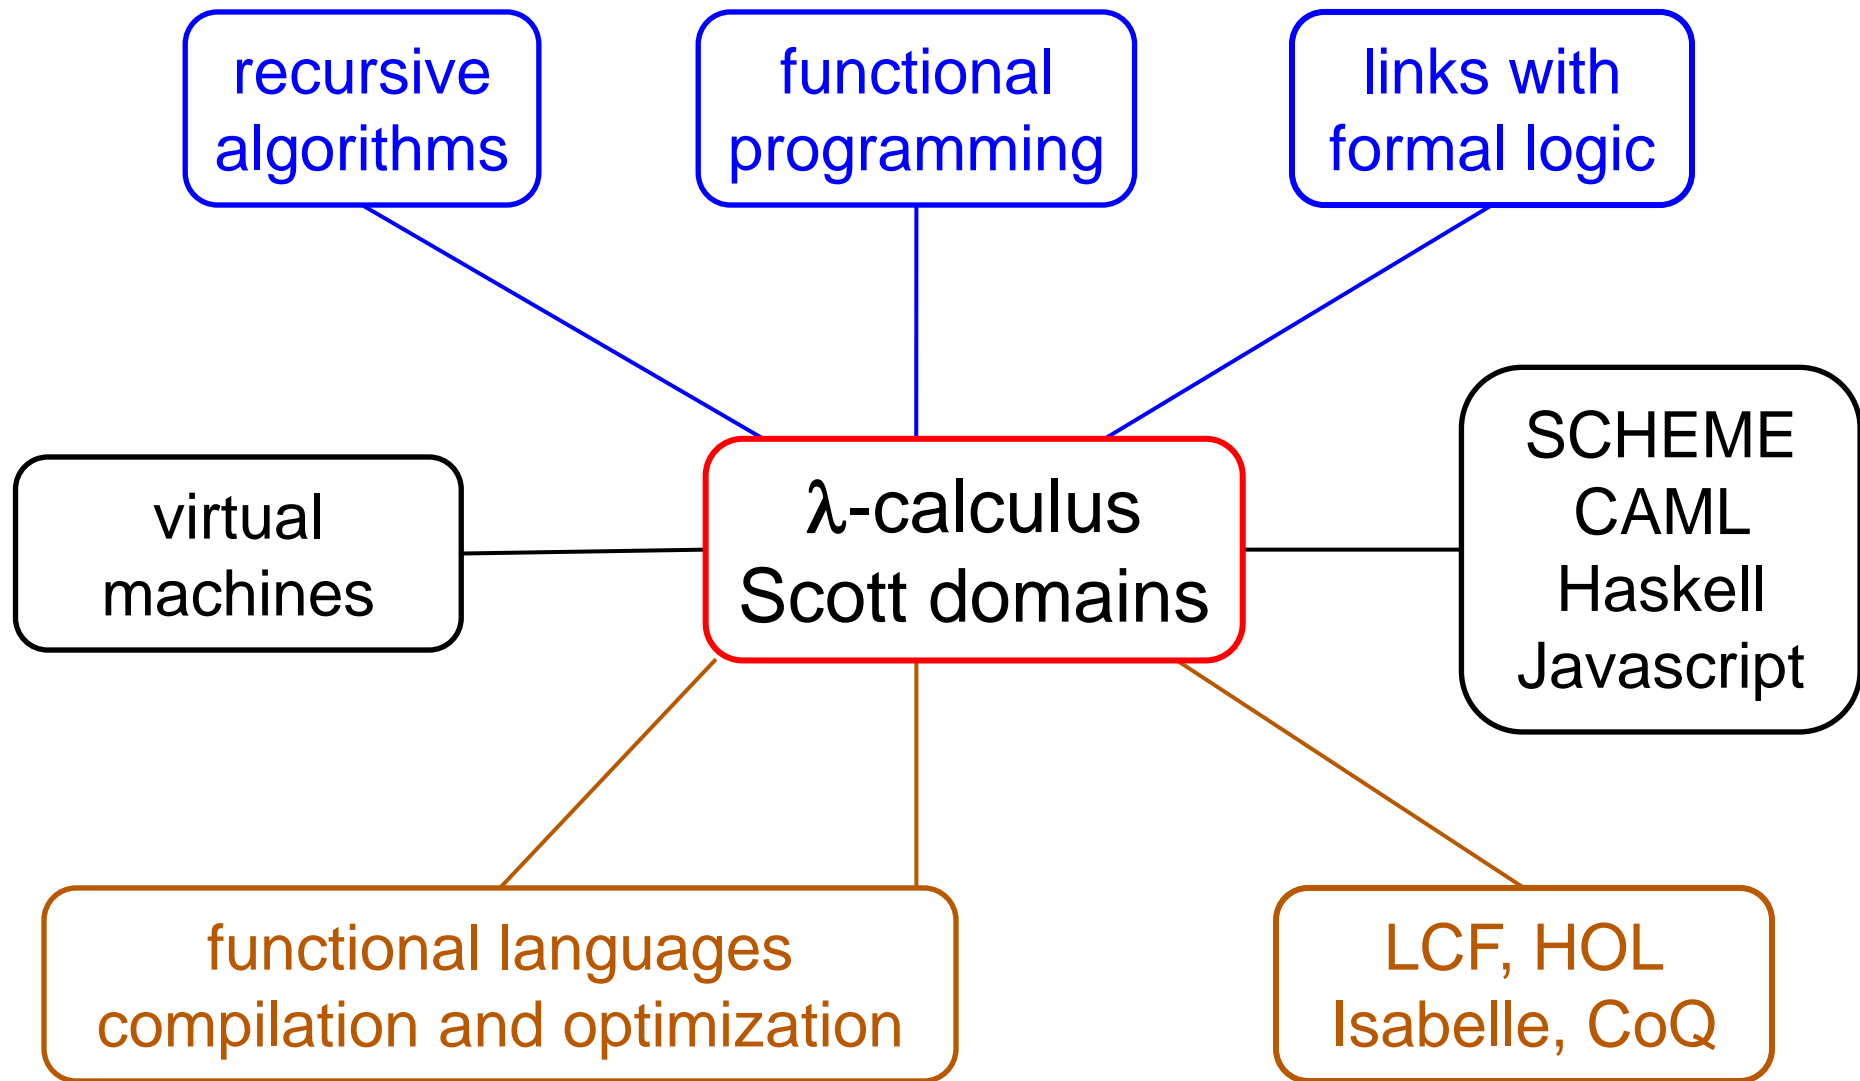 recursive
algorithms
functional
programming
links with
formal logic
virtual
machines
λ-calculus
Scott domains
SCHEME
CAML
Haskell
Javascript
functional languages
compilation and optimization
LCF, HOL
Isabelle, CoQ